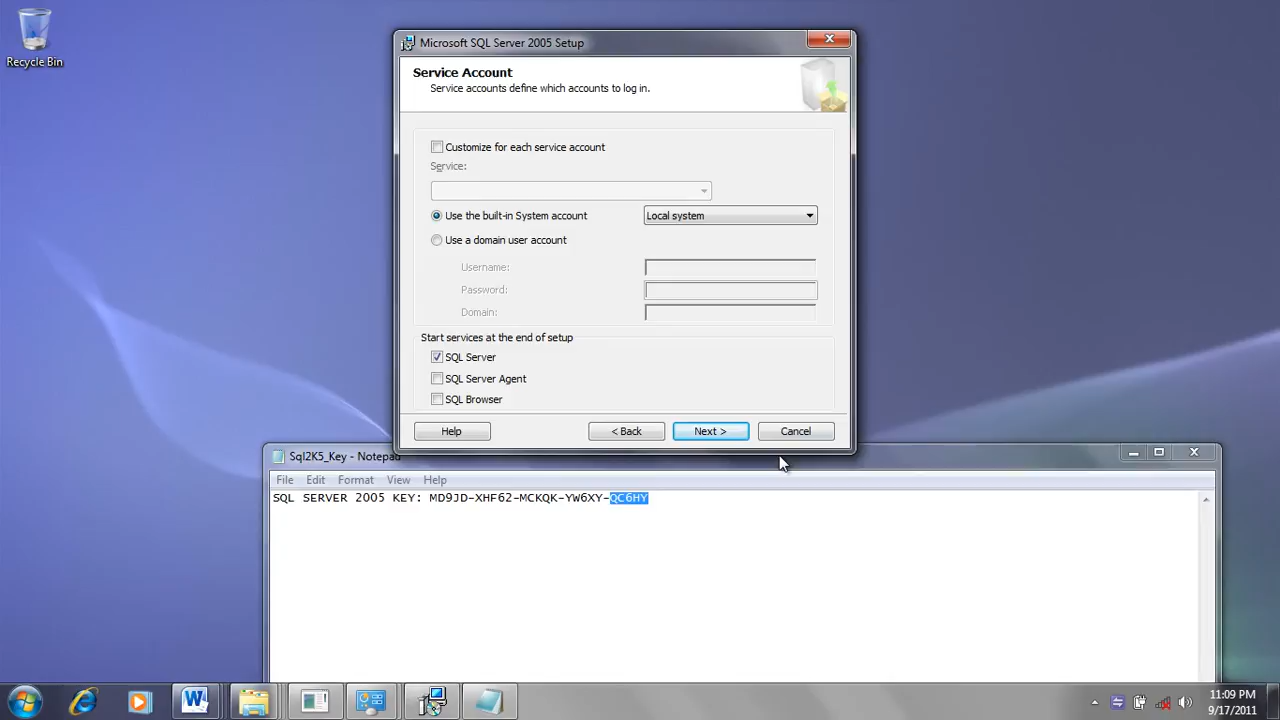 Recycle Bin
Microsoft SQL Server 2005 Setup
Service Account
Service accounts define which accounts to log in.
Customize for each service account
Service:
Use the built-in System account
Local system
Use a domain user account
Username:
Password:
Domain:
Start services at the end of setup
SQL Server
SQL Server Agent
SQL Browser
Help
< Back
Next >
Cancel
Sql2K5_Key - Notepad
File Edit Format View Help
SQL SERVER 2005 KEY: MD9JD-XHF62-MCKQK-YW6XY-QC6HY
11:09 PM
9/17/2011